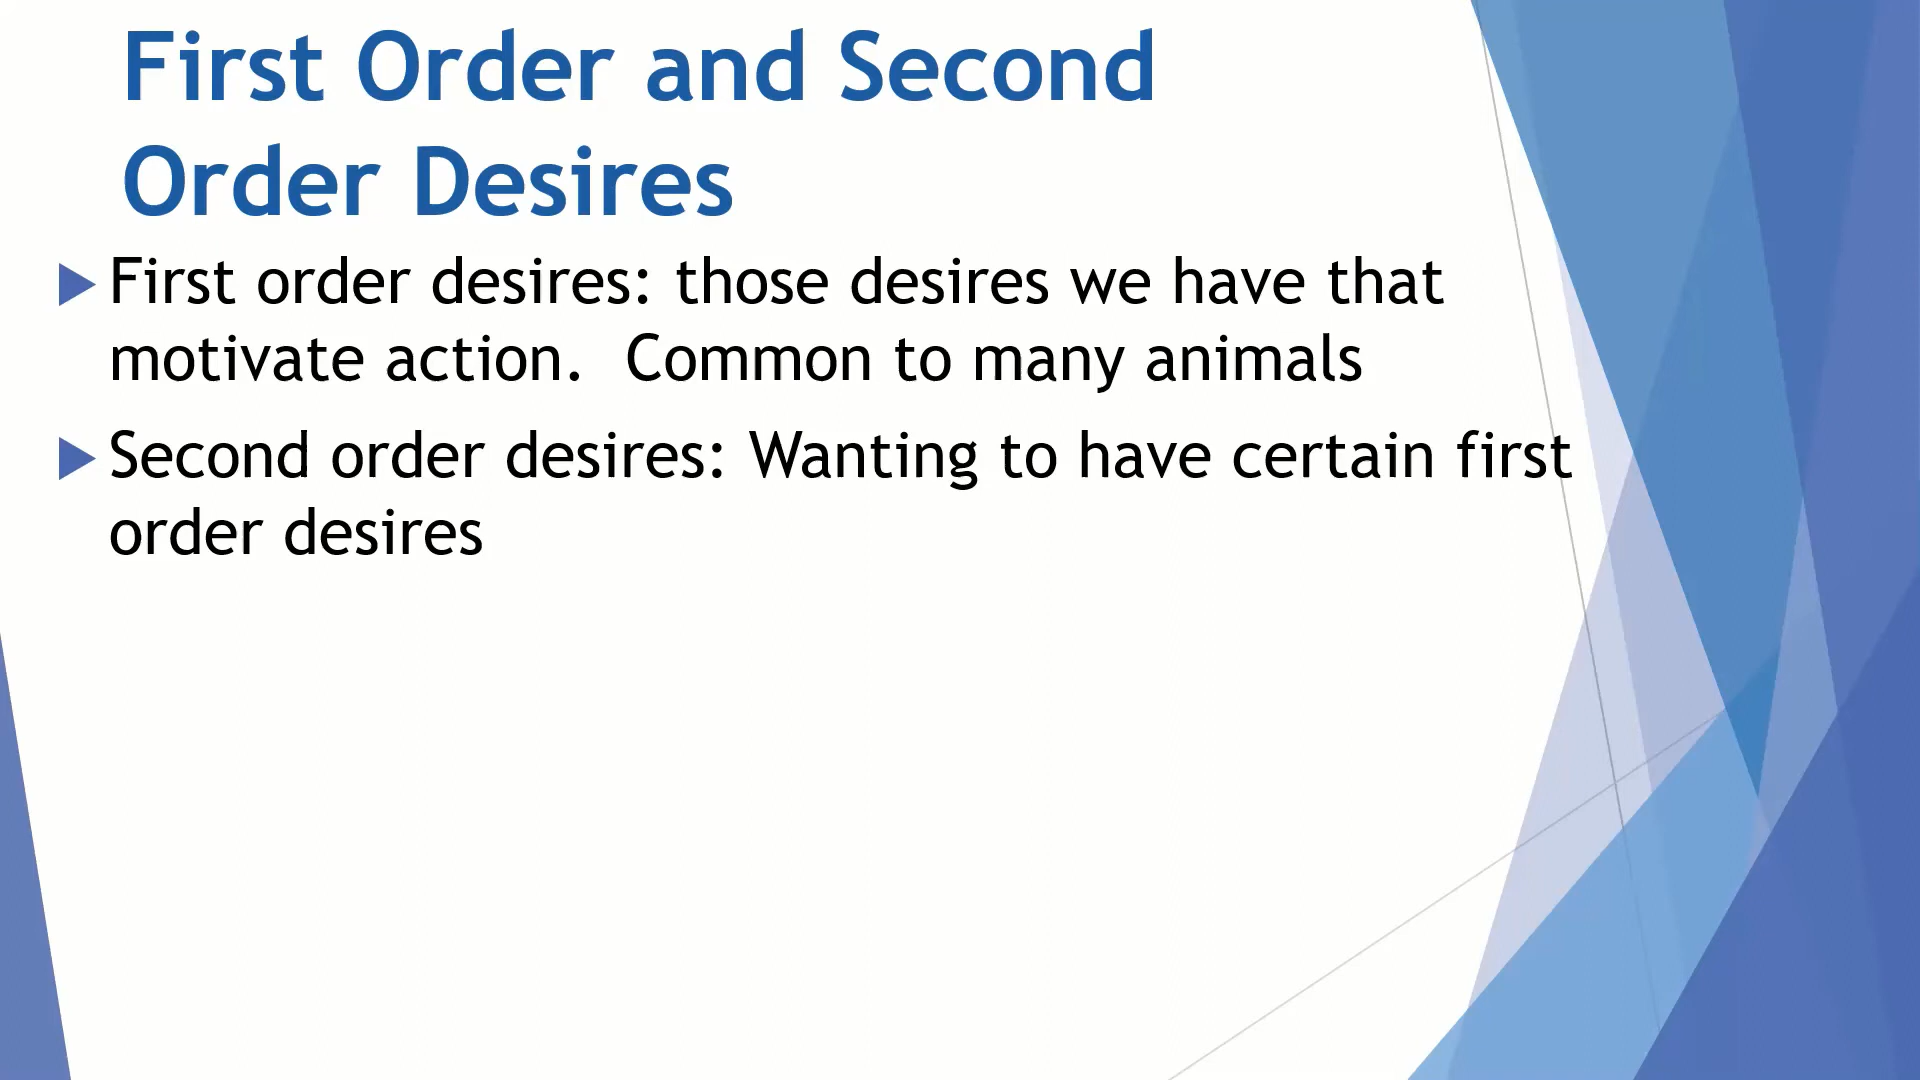 First Order and Second
Order Desires
First order desires: those desires we have that
motivate action.  Common to many animals
Second order desires: Wanting to have certain first
order desires